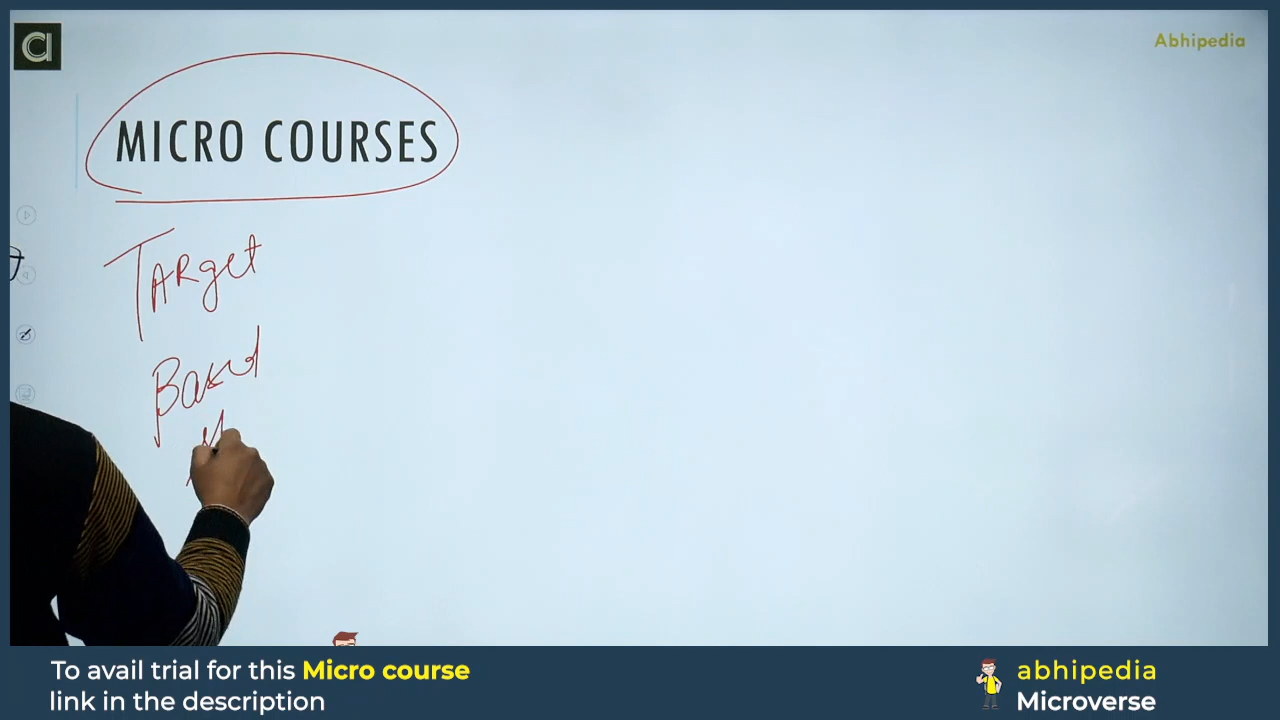 Abhipedia
MICRO COURSES
TARget
Based
To avail trial for this Micro course
link in the description
abhipedia
Microverse